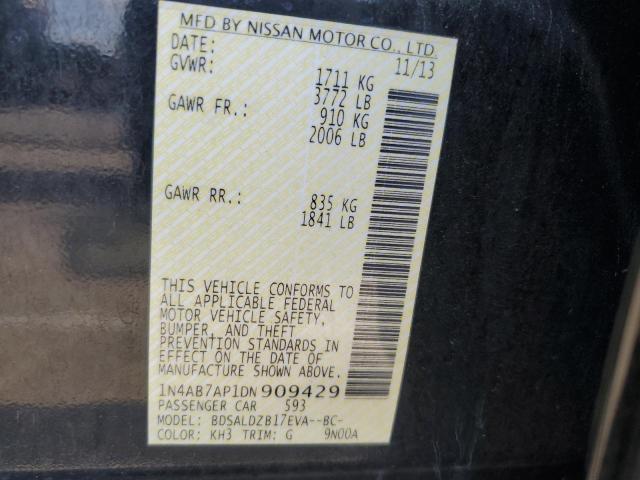 MFD BY NISSAN MOTOR CO., LTD.
DATE: 11/13
GVWR: 1711 KG
3772 LB
GAWR FR.: 910 KG
2006 LB
GAWR RR.: 835 KG
1841 LB
THIS VEHICLE CONFORMS TO
ALL APPLICABLE FEDERAL
MOTOR VEHICLE SAFETY,
BUMPER, AND THEFT
PREVENTION STANDARDS IN
EFFECT ON THE DATE OF
MANUFACTURE SHOWN ABOVE.
1N4AB7AP1DN909429
PASSENGER CAR 593
MODEL: BDSALDZB17EVA--BC-
COLOR: KH3 TRIM: G 9N00A